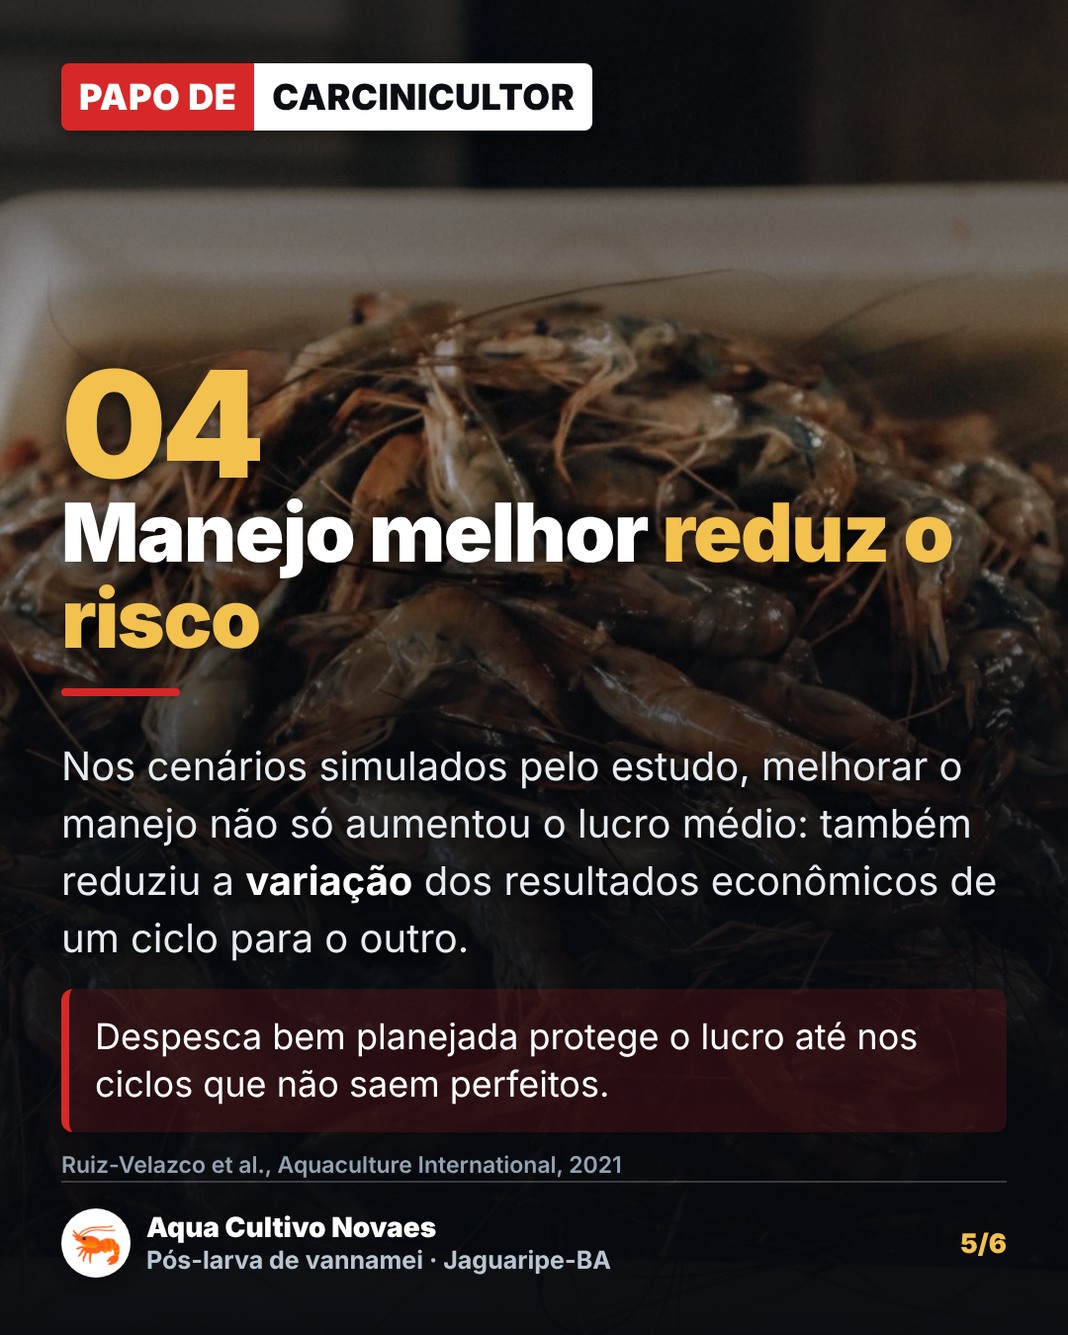 PAPO DE CARCINICULTOR
04
Manejo melhor reduz o
risco
Nos cenários simulados pelo estudo, melhorar o
manejo não só aumentou o lucro médio: também
reduziu a variação dos resultados econômicos de
um ciclo para o outro.
Despesca bem planejada protege o lucro até nos
ciclos que não saem perfeitos.
Ruiz-Velazco et al., Aquaculture International, 2021
Aqua Cultivo Novaes
Pós-larva de vannamei · Jaguaripe-BA
5/6